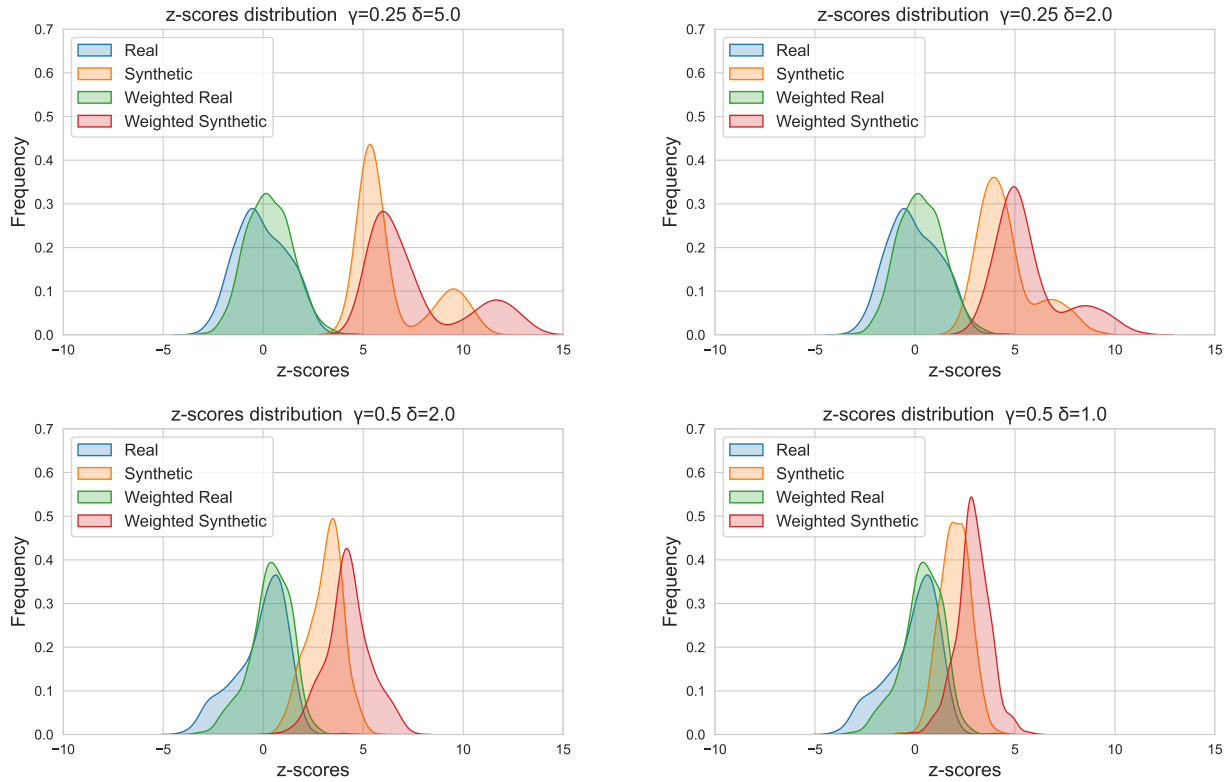 z-scores distribution γ=0.25 δ=5.0
0.7
0.6
0.5
0.4
0.3
0.2
0.1
0.0
Frequency
Real
Synthetic
Weighted Real
Weighted Synthetic
−10 −5 0 5 10 15
z-scores
z-scores distribution γ=0.25 δ=2.0
0.7
0.6
0.5
0.4
0.3
0.2
0.1
0.0
Frequency
Real
Synthetic
Weighted Real
Weighted Synthetic
−10 −5 0 5 10 15
z-scores
z-scores distribution γ=0.5 δ=2.0
0.7
0.6
0.5
0.4
0.3
0.2
0.1
0.0
Frequency
Real
Synthetic
Weighted Real
Weighted Synthetic
−10 −5 0 5 10 15
z-scores
z-scores distribution γ=0.5 δ=1.0
0.7
0.6
0.5
0.4
0.3
0.2
0.1
0.0
Frequency
Real
Synthetic
Weighted Real
Weighted Synthetic
−10 −5 0 5 10 15
z-scores